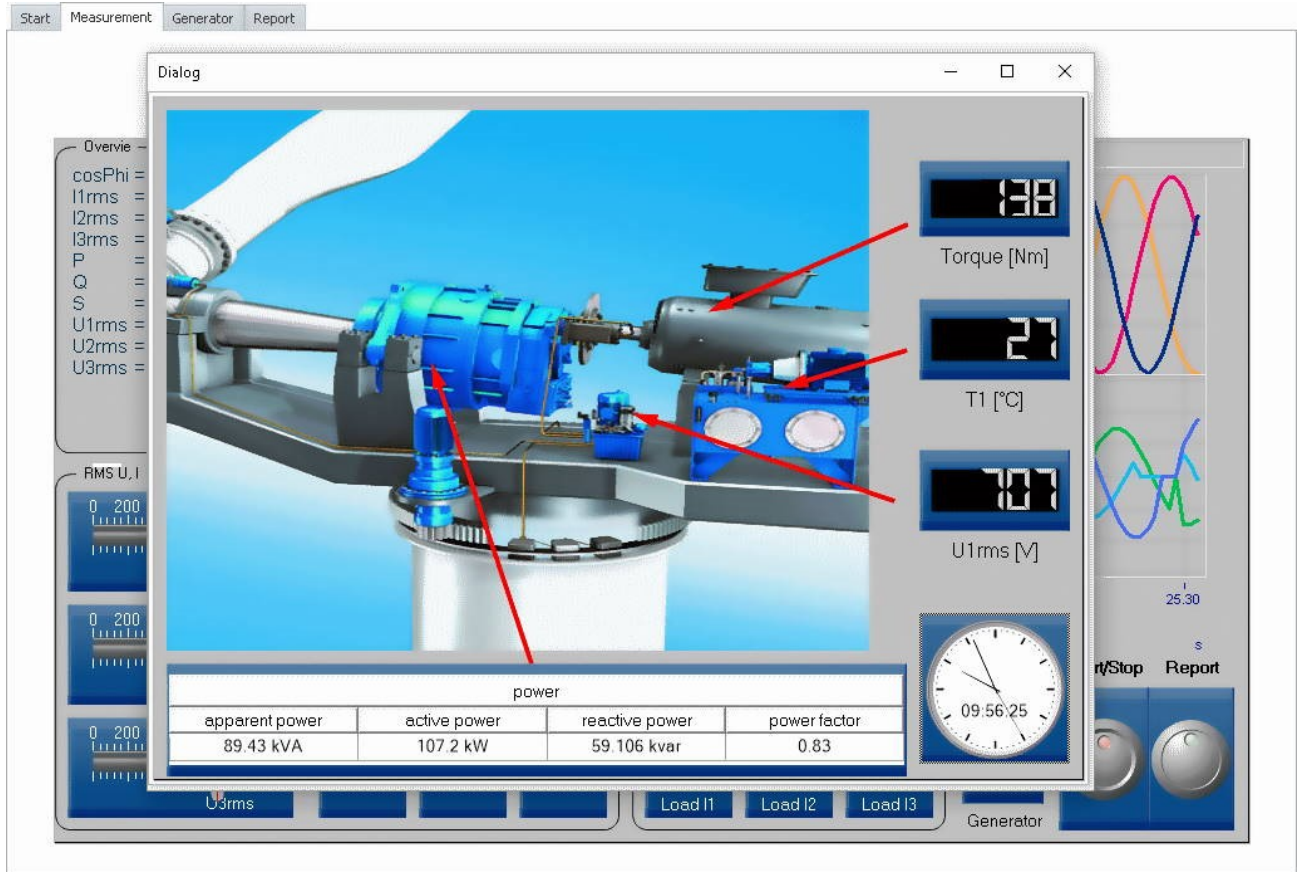 Start Measurement Generator Report
Dialog
Overvie
cosPhi =
I1rms =
I2rms =
I3rms =
P =
Q =
S =
U1rms =
U2rms =
U3rms =
138
Torque [Nm]
27
T1 [°C]
707
U1rms [V]
RMS U, I
0 200
0 200
0 200
25.30
s
09:56:25
rt/Stop Report
power
apparent power active power reactive power power factor
89.43 kVA 107.2 kW 59.106 kvar 0.83
U3rms
Load I1 Load I2 Load I3
Generator